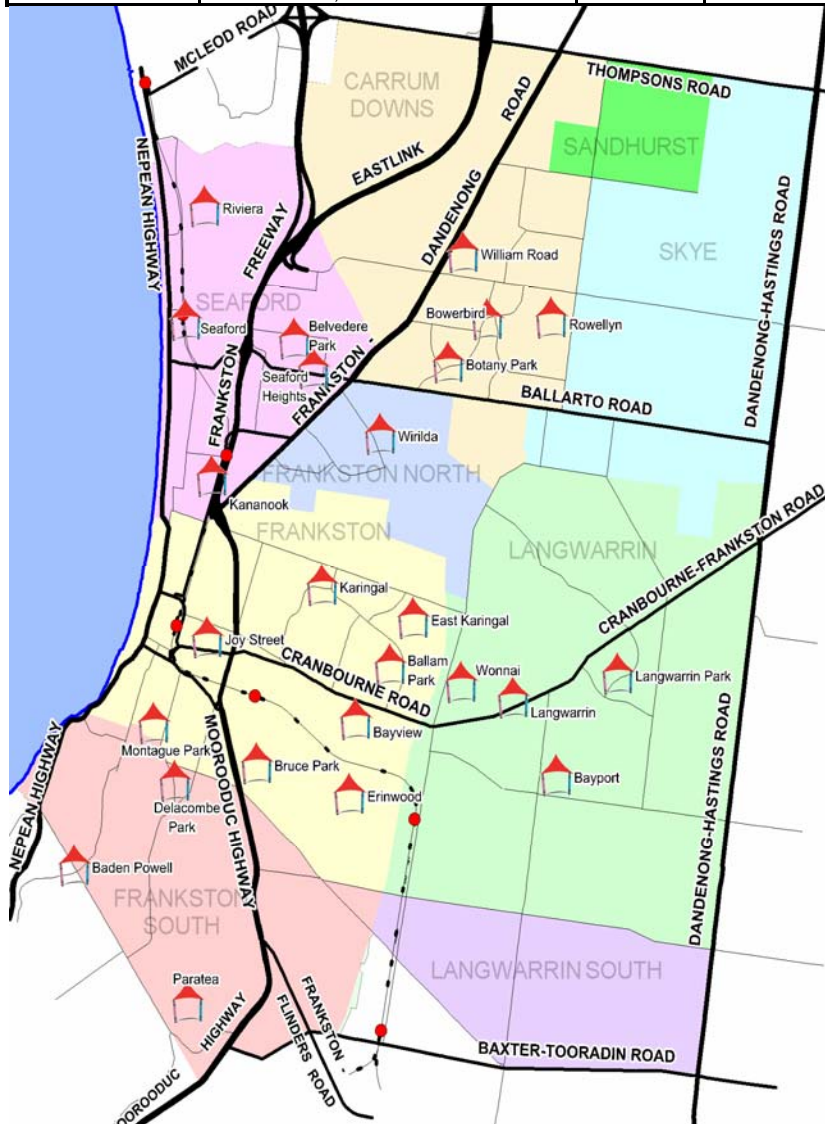 MCLEOD ROAD
THOMPSONS ROAD
CARRUM
DOWNS
ROAD
EASTLINK
SANDHURST
NEPEAN HIGHWAY
Riviera
FREEWAY
DANDENONG
William Road
SKYE
DANDENONG-HASTINGS ROAD
SEAFORD
Seaford
Belvedere
Park
Bowerbird
Rowellyn
Seaford
Heights
FRANKSTON -
Botany Park
BALLARTO ROAD
FRANKSTON
Wirilda
FRANKSTON NORTH
Kananook
FRANKSTON
LANGWARRIN
CRANBOURNE-FRANKSTON ROAD
Karingal
East Karingal
Joy Street
CRANBOURNE ROAD
Ballam
Park
Wonnai
Langwarrin Park
Langwarrin
Montague Park
MOOROODUC HIGHWAY
Bayview
Bruce Park
Bayport
Erinwood
Delacombe
Park
NEPEAN HIGHWAY
DANDENONG-HASTINGS ROAD
Baden Powell
FRANKSTON
SOUTH
LANGWARRIN SOUTH
Paratea
HIGHWAY
FRANKSTON -
FLINDERS ROAD
BAXTER-TOORADIN ROAD
OOROODUC